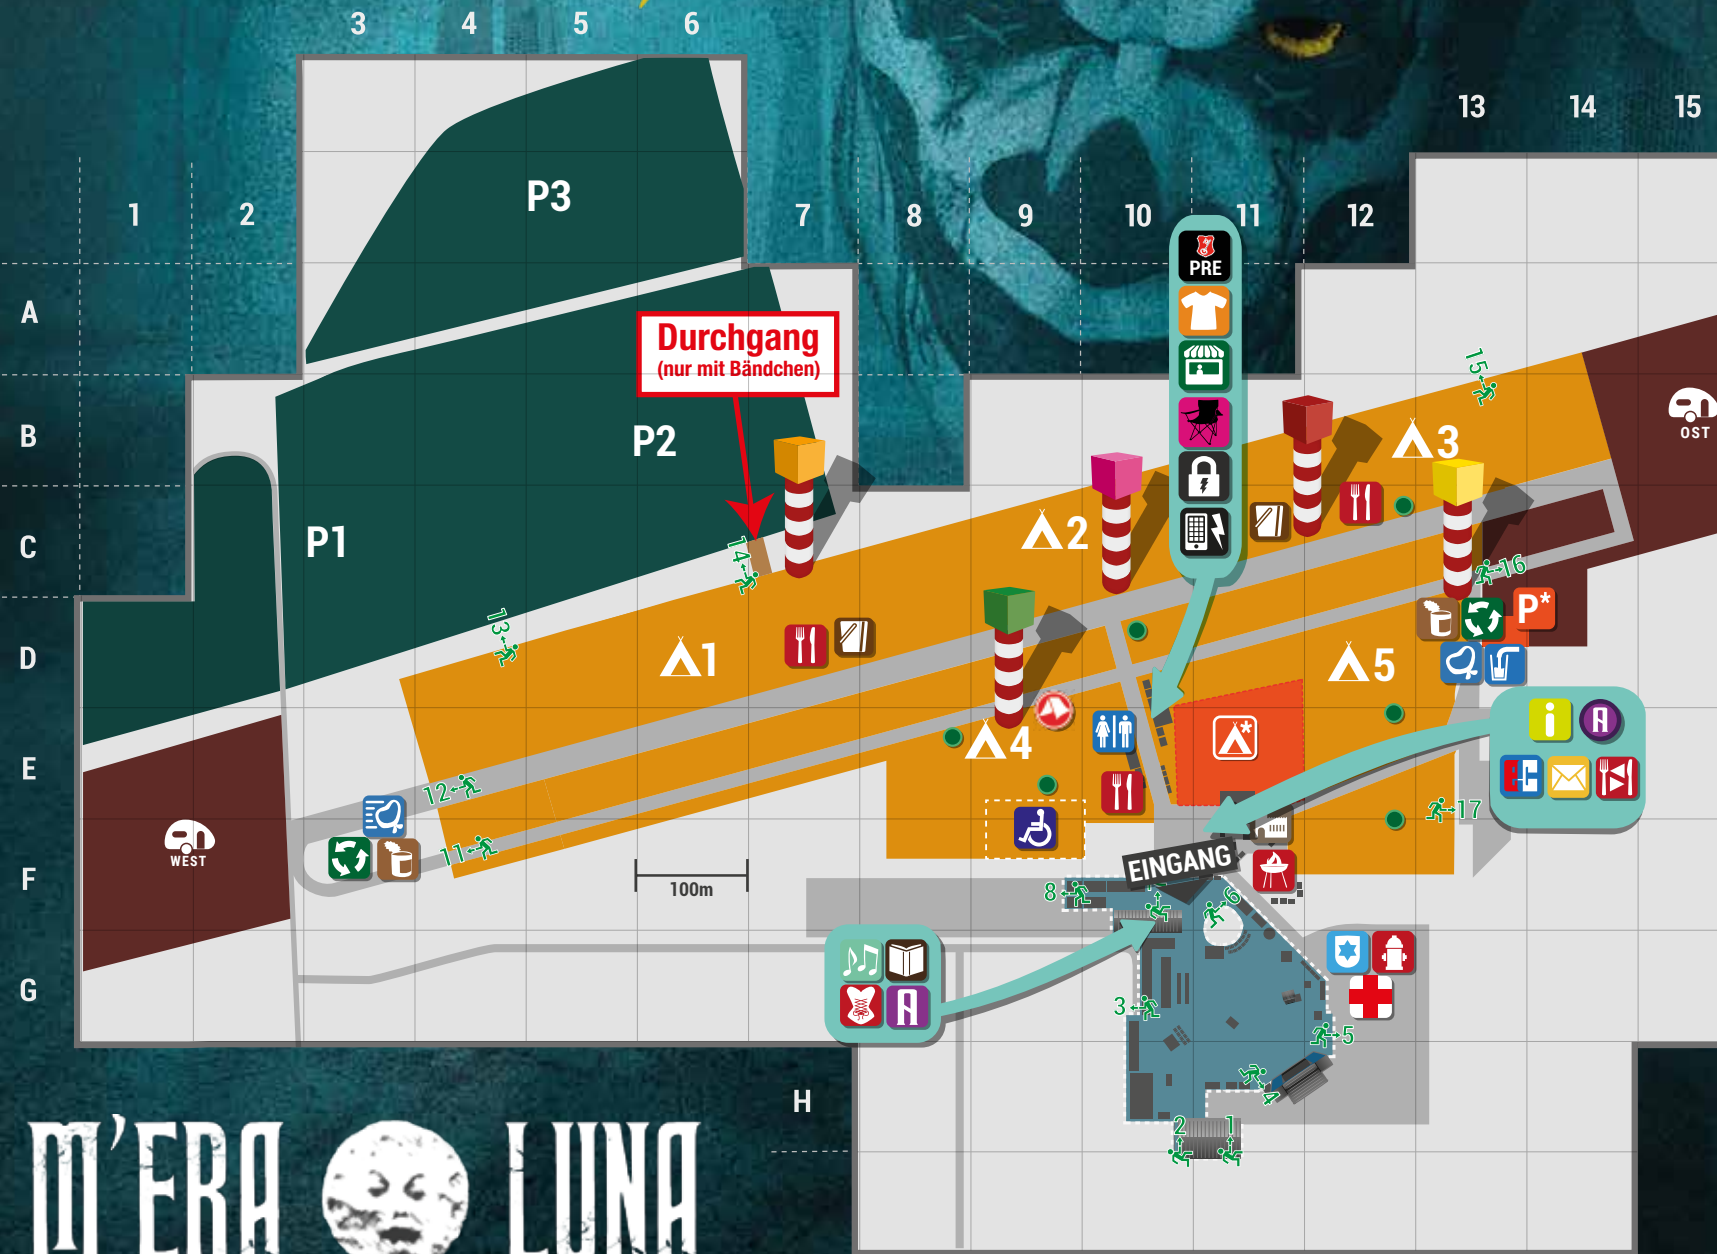 3 4 5 6
13 14 15
1 2 7 8 9 10 11 12
P3
PRE
A
Durchgang
(nur mit Bändchen)
B
P2
3
OST
C
P1
2
14
15
16
P*
13
D
1
5
E
4
*
12
17
WEST
11
F
100m
EINGANG
8
6
G
3
5
H
4
2 1
M'ERA LUNA